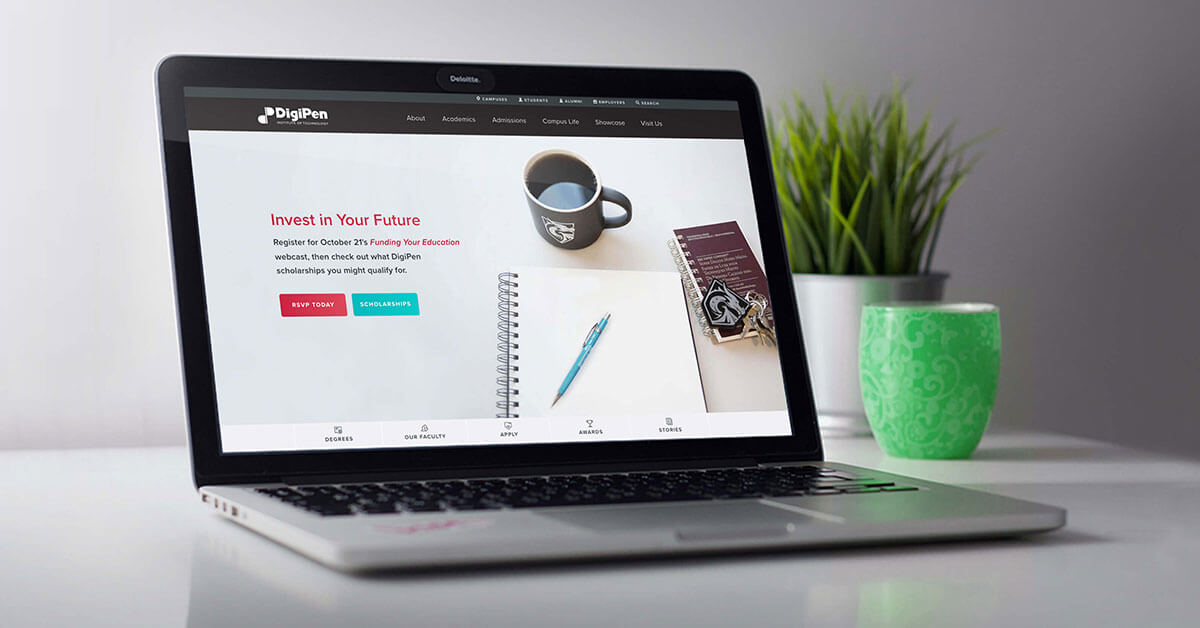 Deloitte.
CAMPUSES STUDENTS ALUMNI EMPLOYERS SEARCH
DigiPen
INSTITUTE OF TECHNOLOGY
About Academics Admissions Campus Life Showcase Visit Us
Invest in Your Future
Register for October 21's Funding Your Education
webcast, then check out what DigiPen
scholarships you might qualify for.
RSVP TODAY SCHOLARSHIPS
DEGREES OUR FACULTY APPLY AWARDS STORIES